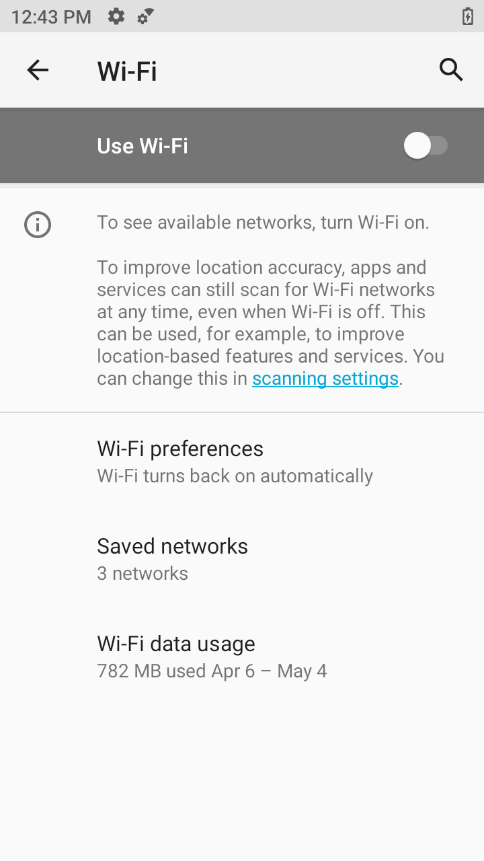 12:43 PM
Wi-Fi
Use Wi-Fi
To see available networks, turn Wi-Fi on.
To improve location accuracy, apps and
services can still scan for Wi-Fi networks
at any time, even when Wi-Fi is off. This
can be used, for example, to improve
location-based features and services. You
can change this in scanning settings.
Wi-Fi preferences
Wi-Fi turns back on automatically
Saved networks
3 networks
Wi-Fi data usage
782 MB used Apr 6 – May 4